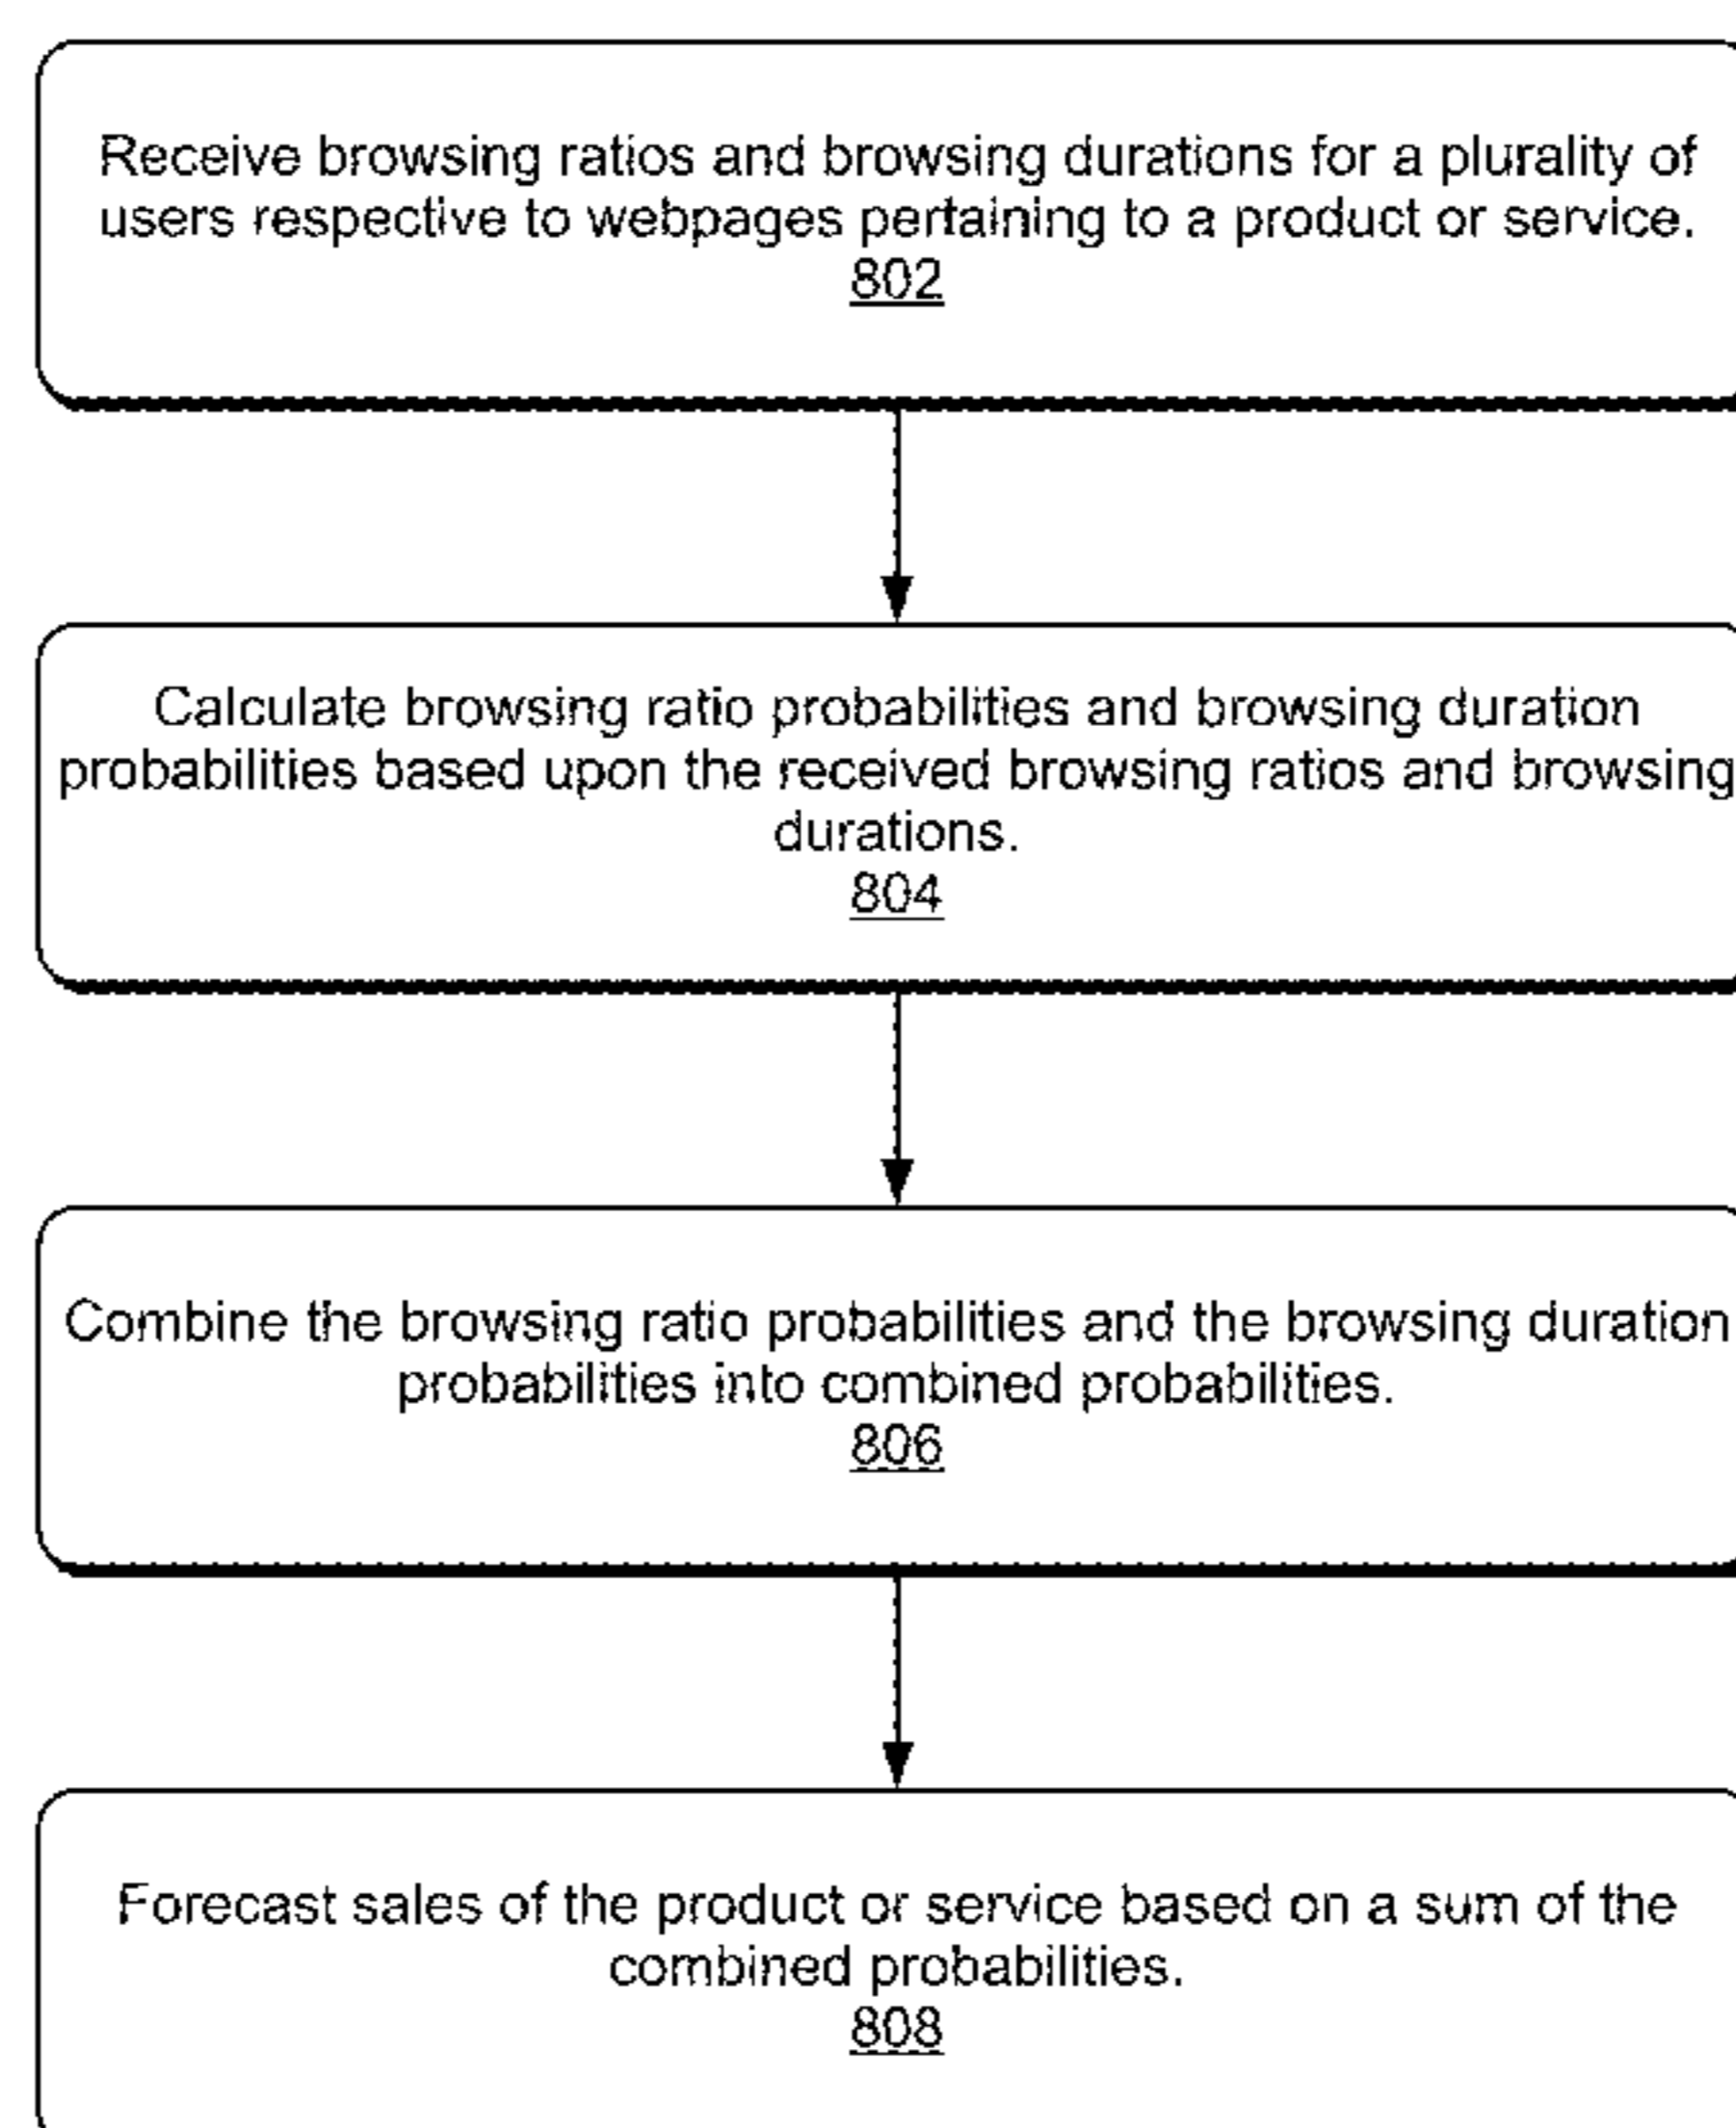 Receive browsing ratios and browsing durations for a plurality of
users respective to webpages pertaining to a product or service.
802
Calculate browsing ratio probabilities and browsing duration
probabilities based upon the received browsing ratios and browsing
durations.
804
Combine the browsing ratio probabilities and the browsing duration
probabilities into combined probabilities.
806
Forecast sales of the product or service based on a sum of the
combined probabilities.
808